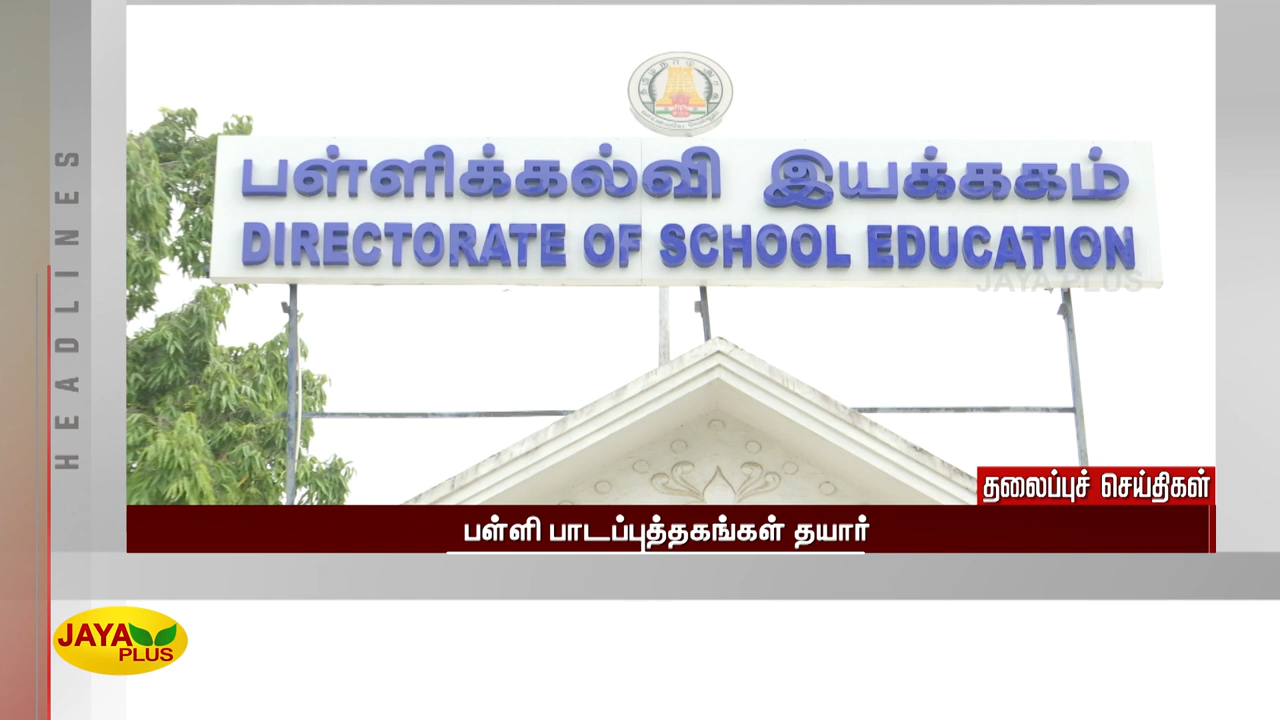 HEADLINES
பள்ளிக்கல்வி இயக்ககம்
DIRECTORATE OF SCHOOL EDUCATION
JAYA PLUS
தலைப்புச் செய்திகள்
பள்ளி பாடப்புத்தகங்கள் தயார்
JAYA
PLUS